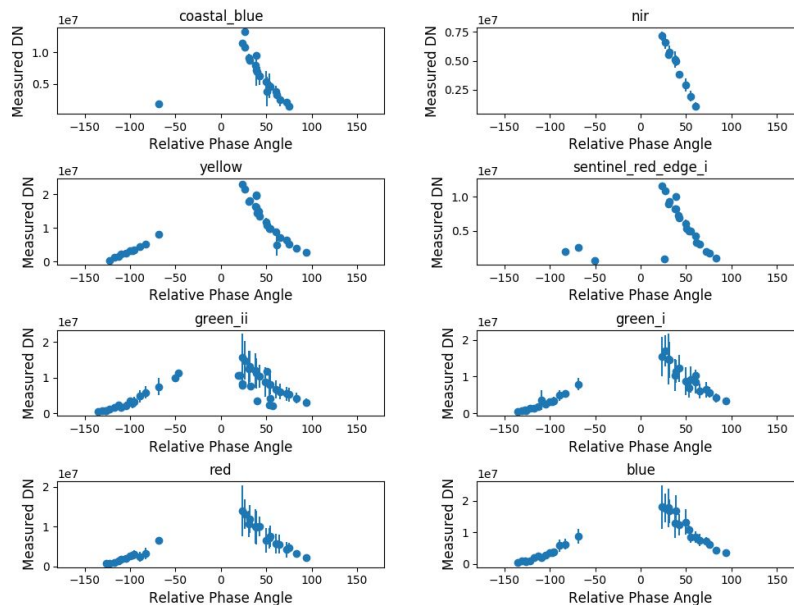 coastal_blue
1e7
Measured DN
1.0
0.5
−150 −100 −50 0 50 100 150
Relative Phase Angle
nir
1e7
Measured DN
0.75
0.50
0.25
−150 −100 −50 0 50 100 150
Relative Phase Angle
yellow
1e7
Measured DN
2
1
0
−150 −100 −50 0 50 100 150
Relative Phase Angle
sentinel_red_edge_i
1e7
Measured DN
1.0
0.5
−150 −100 −50 0 50 100 150
Relative Phase Angle
green_ii
1e7
Measured DN
2
1
0
−150 −100 −50 0 50 100 150
Relative Phase Angle
green_i
1e7
Measured DN
2
1
0
−150 −100 −50 0 50 100 150
Relative Phase Angle
red
1e7
Measured DN
2
1
0
−150 −100 −50 0 50 100 150
Relative Phase Angle
blue
1e7
Measured DN
2
1
0
−150 −100 −50 0 50 100 150
Relative Phase Angle